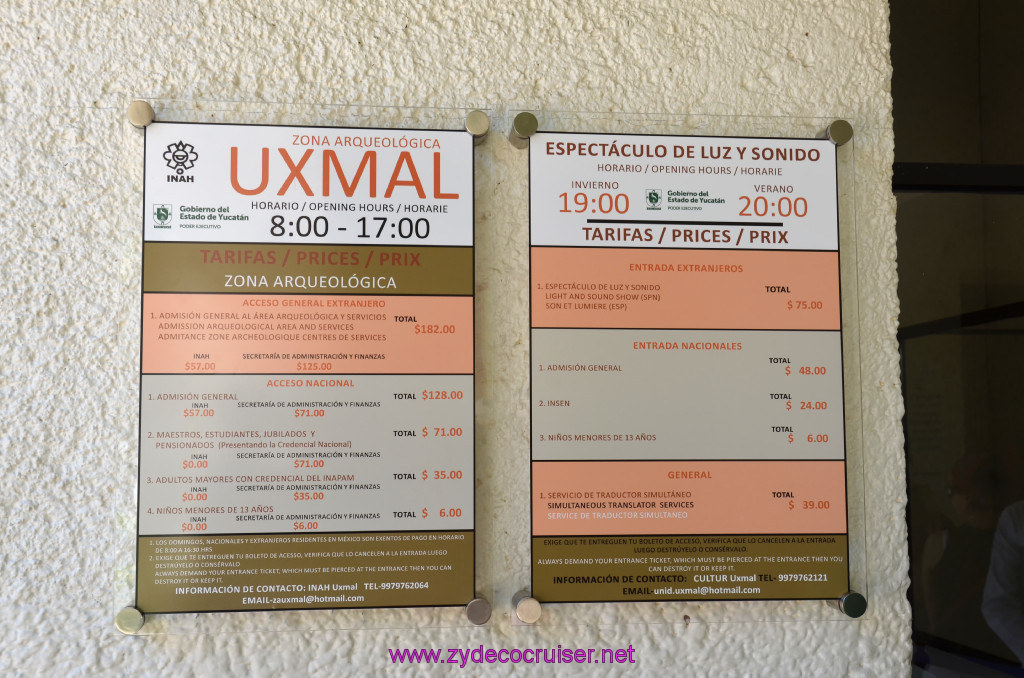 ZONA ARQUEOLÓGICA
UXMAL
INAH
HORARIO / OPENING HOURS / HORARIE
8:00 - 17:00
Gobierno del
Estado de Yucatán
PODER EJECUTIVO
TARIFAS / PRICES / PRIX
ZONA ARQUEOLÓGICA
ACCESO GENERAL EXTRANJERO
1. ADMISIÓN GENERAL AL ÁREA ARQUEOLÓGICA Y SERVICIOS TOTAL $182.00
ADMISSION ARQUEOLOGICAL AREA AND SERVICES
ADMITANCE ZONE ARCHEOLOGIQUE CENTRES DE SERVICES
INAH SECRETARÍA DE ADMINISTRACIÓN Y FINANZAS
$57.00 $125.00
ACCESO NACIONAL
1. ADMISIÓN GENERAL TOTAL $128.00
INAH SECRETARÍA DE ADMINISTRACIÓN Y FINANZAS
$57.00 $71.00
2. MAESTROS, ESTUDIANTES, JUBILADOS Y TOTAL $ 71.00
PENSIONADOS (Presentando la Credencial Nacional)
INAH SECRETARÍA DE ADMINISTRACIÓN Y FINANZAS
$0.00 $71.00
3. ADULTOS MAYORES CON CREDENCIAL DEL INAPAM TOTAL $ 35.00
INAH SECRETARÍA DE ADMINISTRACIÓN Y FINANZAS
$0.00 $35.00
4. NIÑOS MENORES DE 13 AÑOS TOTAL $ 6.00
INAH SECRETARÍA DE ADMINISTRACIÓN Y FINANZAS
$0.00 $6.00
1. LOS DOMINGOS, NACIONALES Y EXTRANJEROS RESIDENTES EN MÉXICO SON EXENTOS DE PAGO EN HORARIO
DE 8:00 A 16:30 HRS
2. EXIGE QUE TE ENTREGUEN TU BOLETO DE ACESSO, VERIFICA QUE LO CANCELEN A LA ENTRADA LUEGO
DESTRÚYELO O CONSÉRVALO
ALWAYS DEMAND YOUR ENTRANCE TICKET, WHICH MUST BE PIERCED AT THE ENTRANCE THEN YOU CAN
DESTROY IT OR KEEP IT.
INFORMACIÓN DE CONTACTO: INAH Uxmal TEL-9979762064
EMAIL-zauxmal@hotmail.com
ESPECTÁCULO DE LUZ Y SONIDO
HORARIO / OPENING HOURS / HORARIE
INVIERNO
19:00
Gobierno del
Estado de Yucatán
PODER EJECUTIVO
VERANO
20:00
TARIFAS / PRICES / PRIX
ENTRADA EXTRANJEROS
1. ESPECTÁCULO DE LUZ Y SONIDO TOTAL
LIGHT AND SOUND SHOW (SPN) $ 75.00
SON ET LUMIERE (ESP)
ENTRADA NACIONALES
1. ADMISIÓN GENERAL TOTAL $ 48.00
2. INSEN TOTAL $ 24.00
3. NIÑOS MENORES DE 13 AÑOS TOTAL $ 6.00
GENERAL
1. SERVICIO DE TRADUCTOR SIMULTÁNEO TOTAL
SIMULTANEOUS TRANSLATOR SERVICES $ 39.00
SERVICE DE TRADUCTOR SIMULTANEO
EXIGE QUE TE ENTREGUEN TU BOLETO DE ACCESO, VERIFICA QUE LO CANCELEN A LA ENTRADA
LUEGO DESTRÚYELO O CONSÉRVALO.
ALWAYS DEMAND YOUR ENTRANCE TICKET, WHICH MUST BE PIERCED AT THE ENTRANCE THEN YOU
CAN DESTROY IT OR KEEP IT.
INFORMACIÓN DE CONTACTO: CULTUR Uxmal TEL- 9979762121
EMAIL-unid.uxmal@hotmail.com
www.zydecocruiser.net